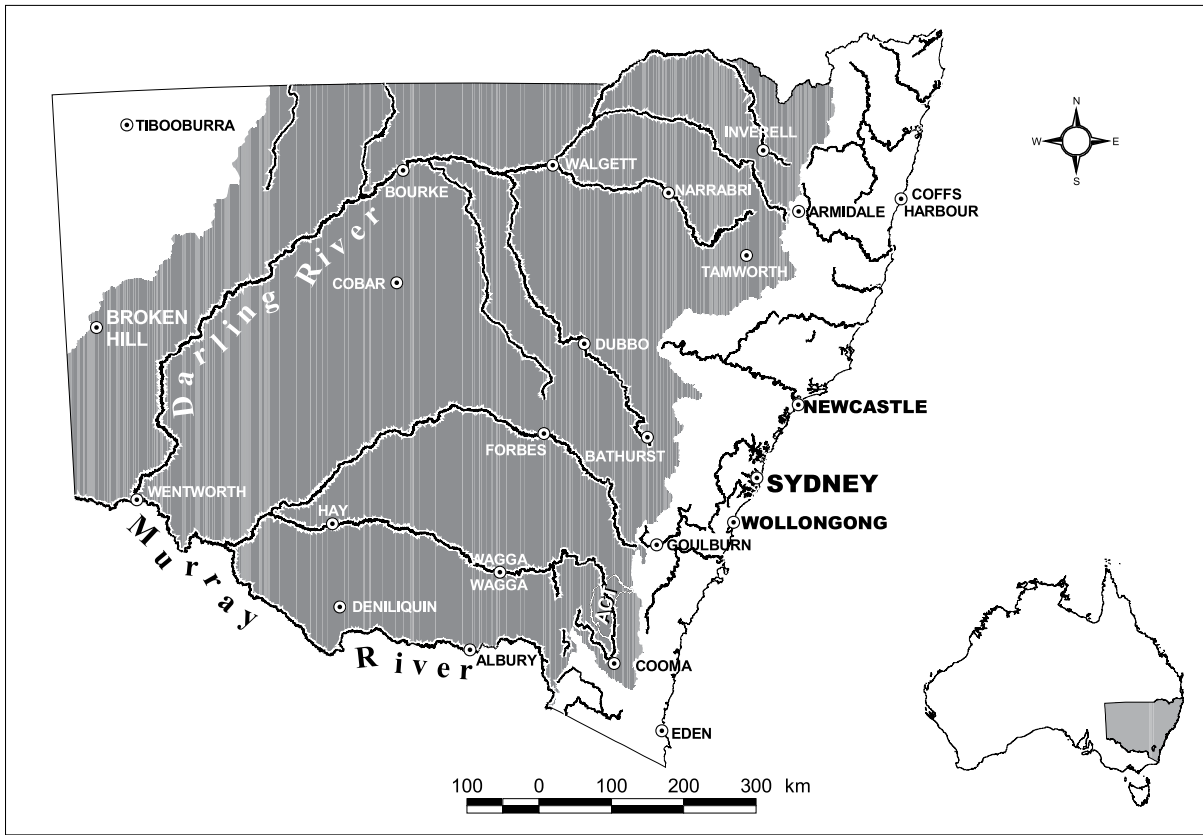 N
W
E
S
TIBOOBURRA
INVERELL
WALGETT
BOURKE
NARRABRI
ARMIDALE
COFFS
HARBOUR
TAMWORTH
COBAR
Darling River
BROKEN
HILL
DUBBO
NEWCASTLE
FORBES
BATHURST
SYDNEY
WENTWORTH
HAY
WOLLONGONG
GOULBURN
WAGGA
WAGGA
ACT
DENILIQUIN
Murray
River
ALBURY
COOMA
EDEN
100 0 100 200 300 km